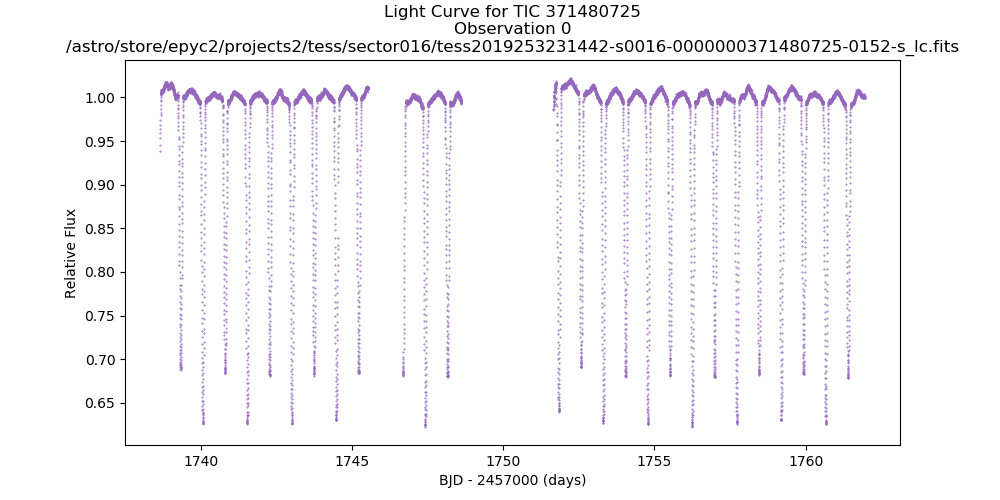 Light Curve for TIC 371480725
Observation 0
/astro/store/epyc2/projects2/tess/sector016/tess2019253231442-s0016-0000000371480725-0152-s_lc.fits
1.00
0.95
0.90
0.85
0.80
0.75
0.70
0.65
Relative Flux
1740
1745
1750
1755
1760
BJD - 2457000 (days)